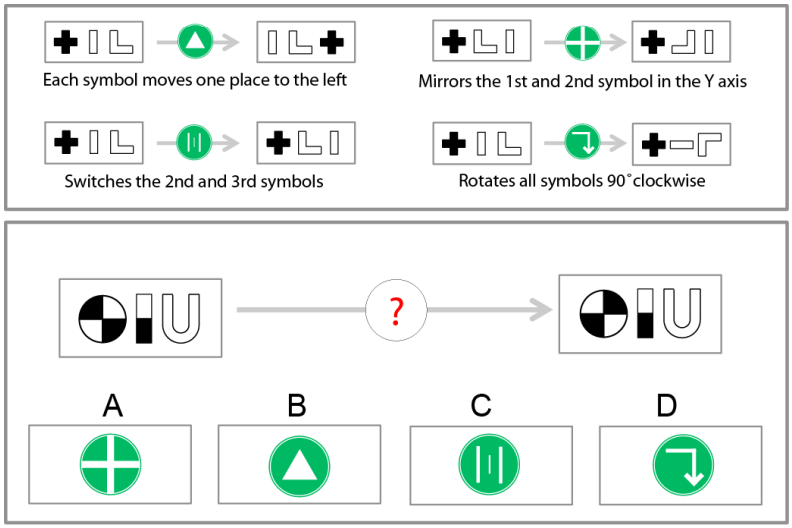 Each symbol moves one place to the left
Mirrors the 1st and 2nd symbol in the Y axis
Switches the 2nd and 3rd symbols
Rotates all symbols 90˚clockwise
?
A
B
C
D